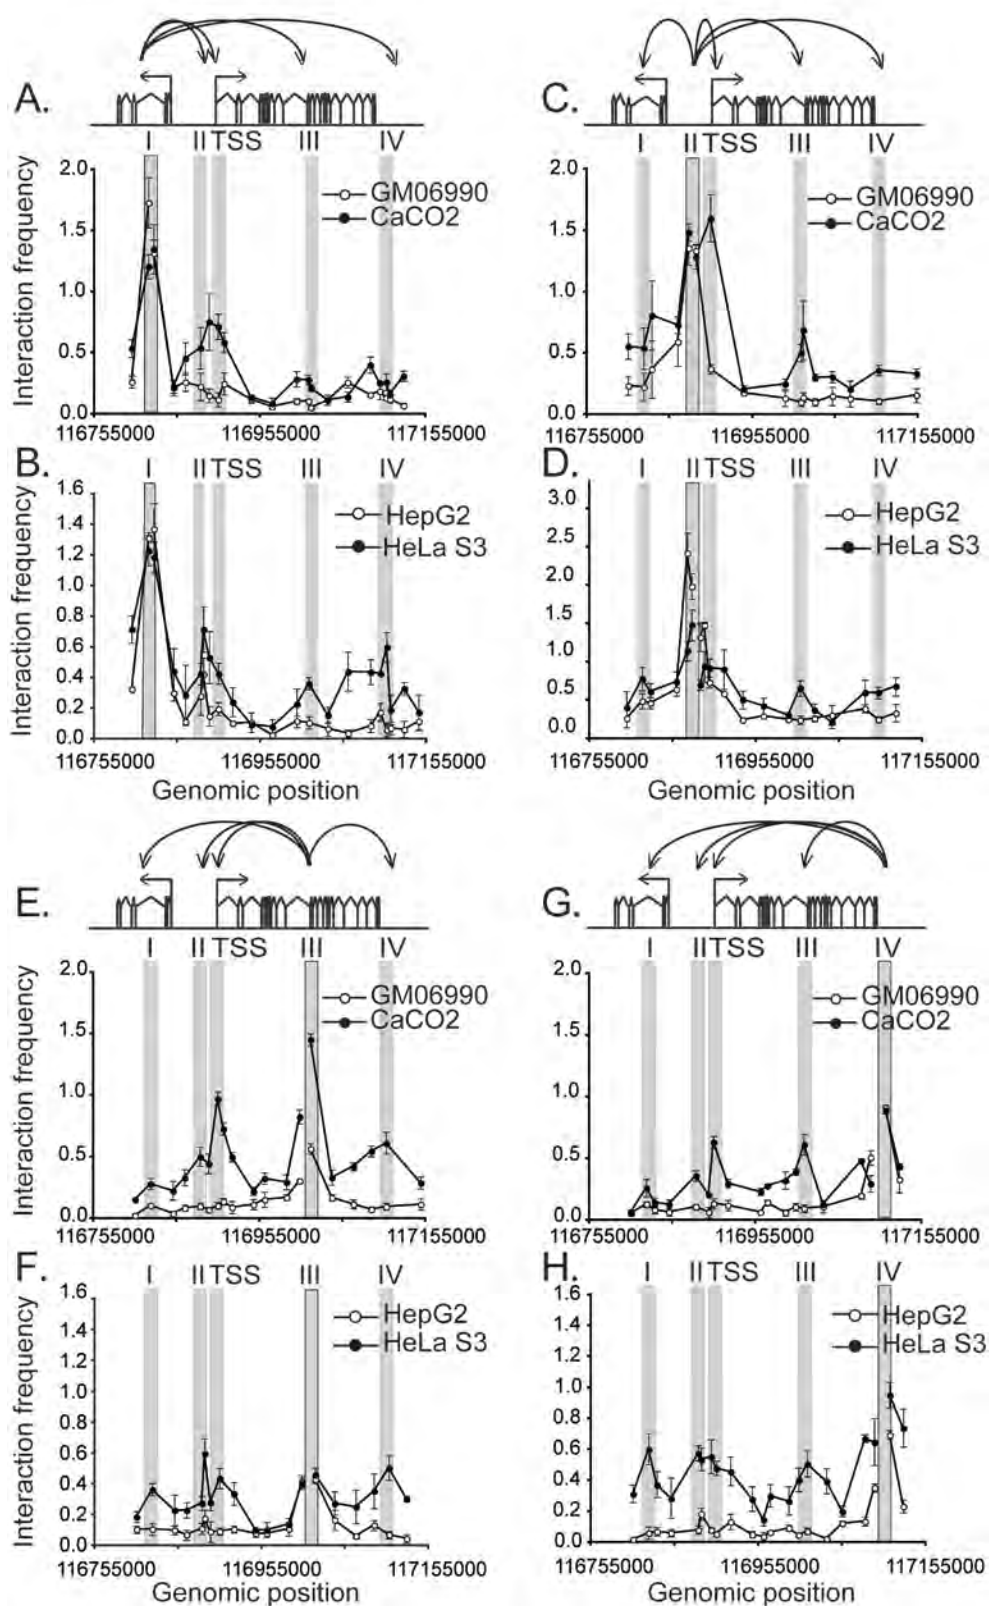 A.
I II TSS III IV
Interaction frequency
2.0
1.0
0.5
0.0
GM06990
CaCO2
116755000 116955000 117155000
C.
I II TSS III IV
2.0
1.0
0.5
0.0
GM06990
CaCO2
116755000 116955000 117155000
B.
I II TSS III IV
Interaction frequency
1.6
1.4
1.2
0.8
0.6
0.4
0.2
0.0
HepG2
HeLa S3
116755000 116955000 117155000
Genomic position
D.
I II TSS III IV
3.0
2.5
2.0
1.5
0.5
0.0
HepG2
HeLa S3
116755000 116955000 117155000
E.
I II TSS III IV
Interaction frequency
2.0
1.5
1.0
0.5
0.0
GM06990
CaCO2
116755000 116955000 117155000
G.
I II TSS III IV
2.0
1.5
1.0
0.5
0.0
GM06990
CaCO2
116755000 116955000 117155000
F.
I II TSS III IV
Interaction frequency
1.6
1.4
1.2
1.0
0.8
0.6
0.4
0.2
0.0
HepG2
HeLa S3
116755000 116955000 117155000
Genomic position
H.
I II TSS III IV
1.6
1.4
1.2
1.0
0.8
0.6
0.4
0.2
0.0
HepG2
HeLa S3
116755000 116955000 117155000
Genomic position